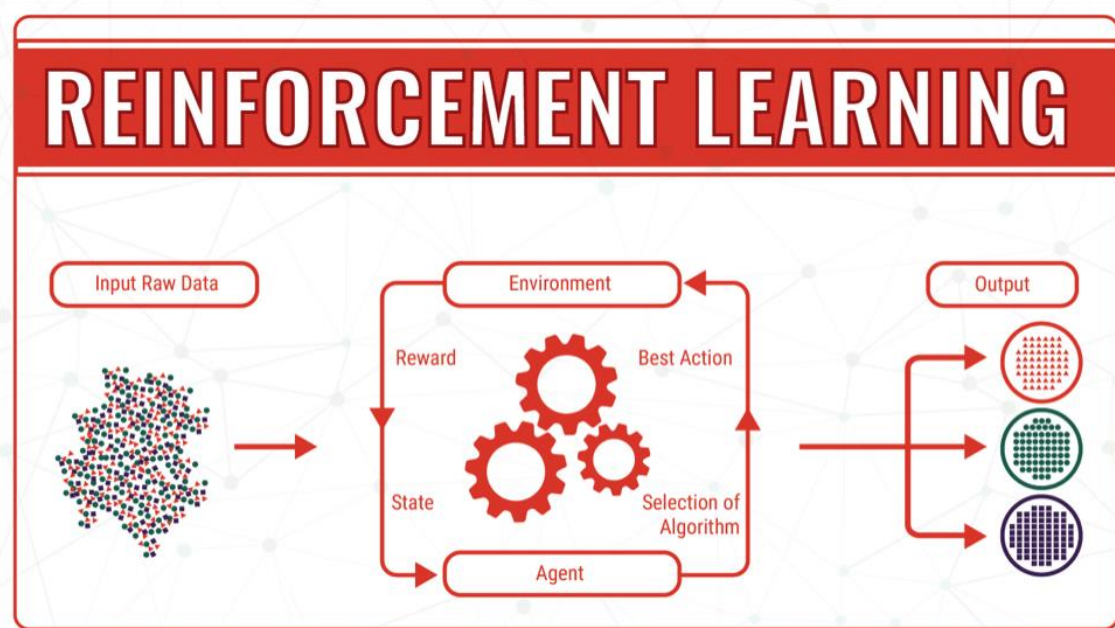 REINFORCEMENT LEARNING
Input Raw Data
Environment
Output
Reward
Best Action
State
Selection of
Algorithm
Agent